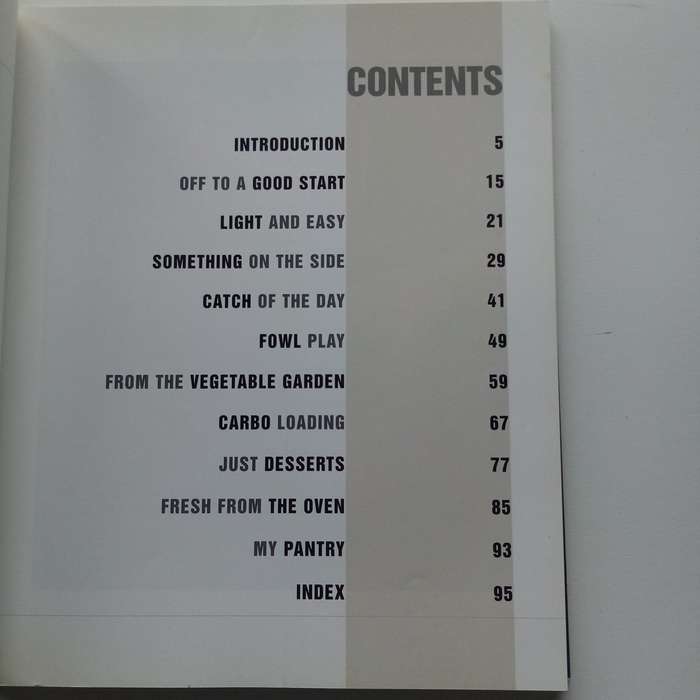 CONTENTS
INTRODUCTION 5
OFF TO A GOOD START 15
LIGHT AND EASY 21
SOMETHING ON THE SIDE 29
CATCH OF THE DAY 41
FOWL PLAY 49
FROM THE VEGETABLE GARDEN 59
CARBO LOADING 67
JUST DESSERTS 77
FRESH FROM THE OVEN 85
MY PANTRY 93
INDEX 95